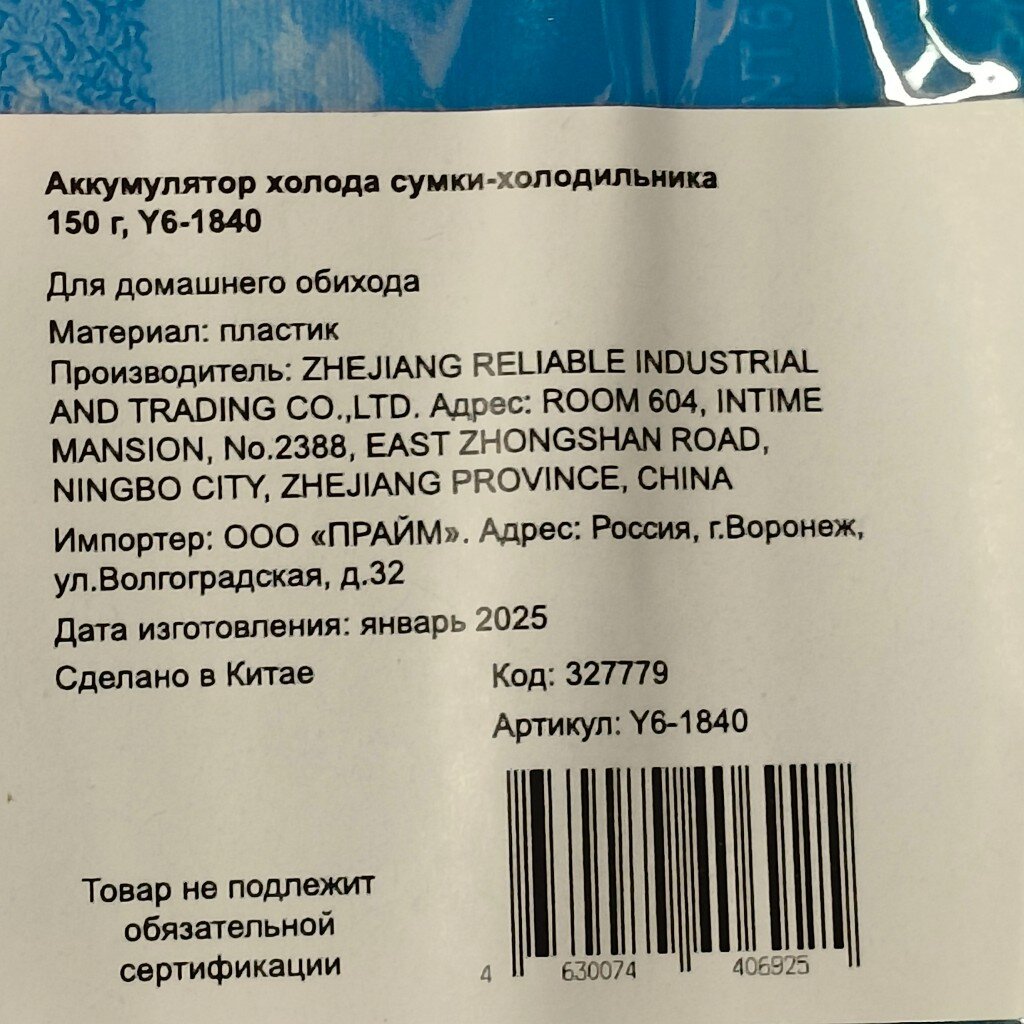 Аккумулятор холода сумки-холодильника
150 г, Y6-1840
Для домашнего обихода
Материал: пластик
Производитель: ZHEJIANG RELIABLE INDUSTRIAL
AND TRADING CO.,LTD. Адрес: ROOM 604, INTIME
MANSION, No.2388, EAST ZHONGSHAN ROAD,
NINGBO CITY, ZHEJIANG PROVINCE, CHINA
Импортер: ООО «ПРАЙМ». Адрес: Россия, г.Воронеж,
ул.Волгоградская, д.32
Дата изготовления: январь 2025
Сделано в Китае
Код: 327779
Артикул: Y6-1840
Товар не подлежит
обязательной
сертификации
4 630074 406925